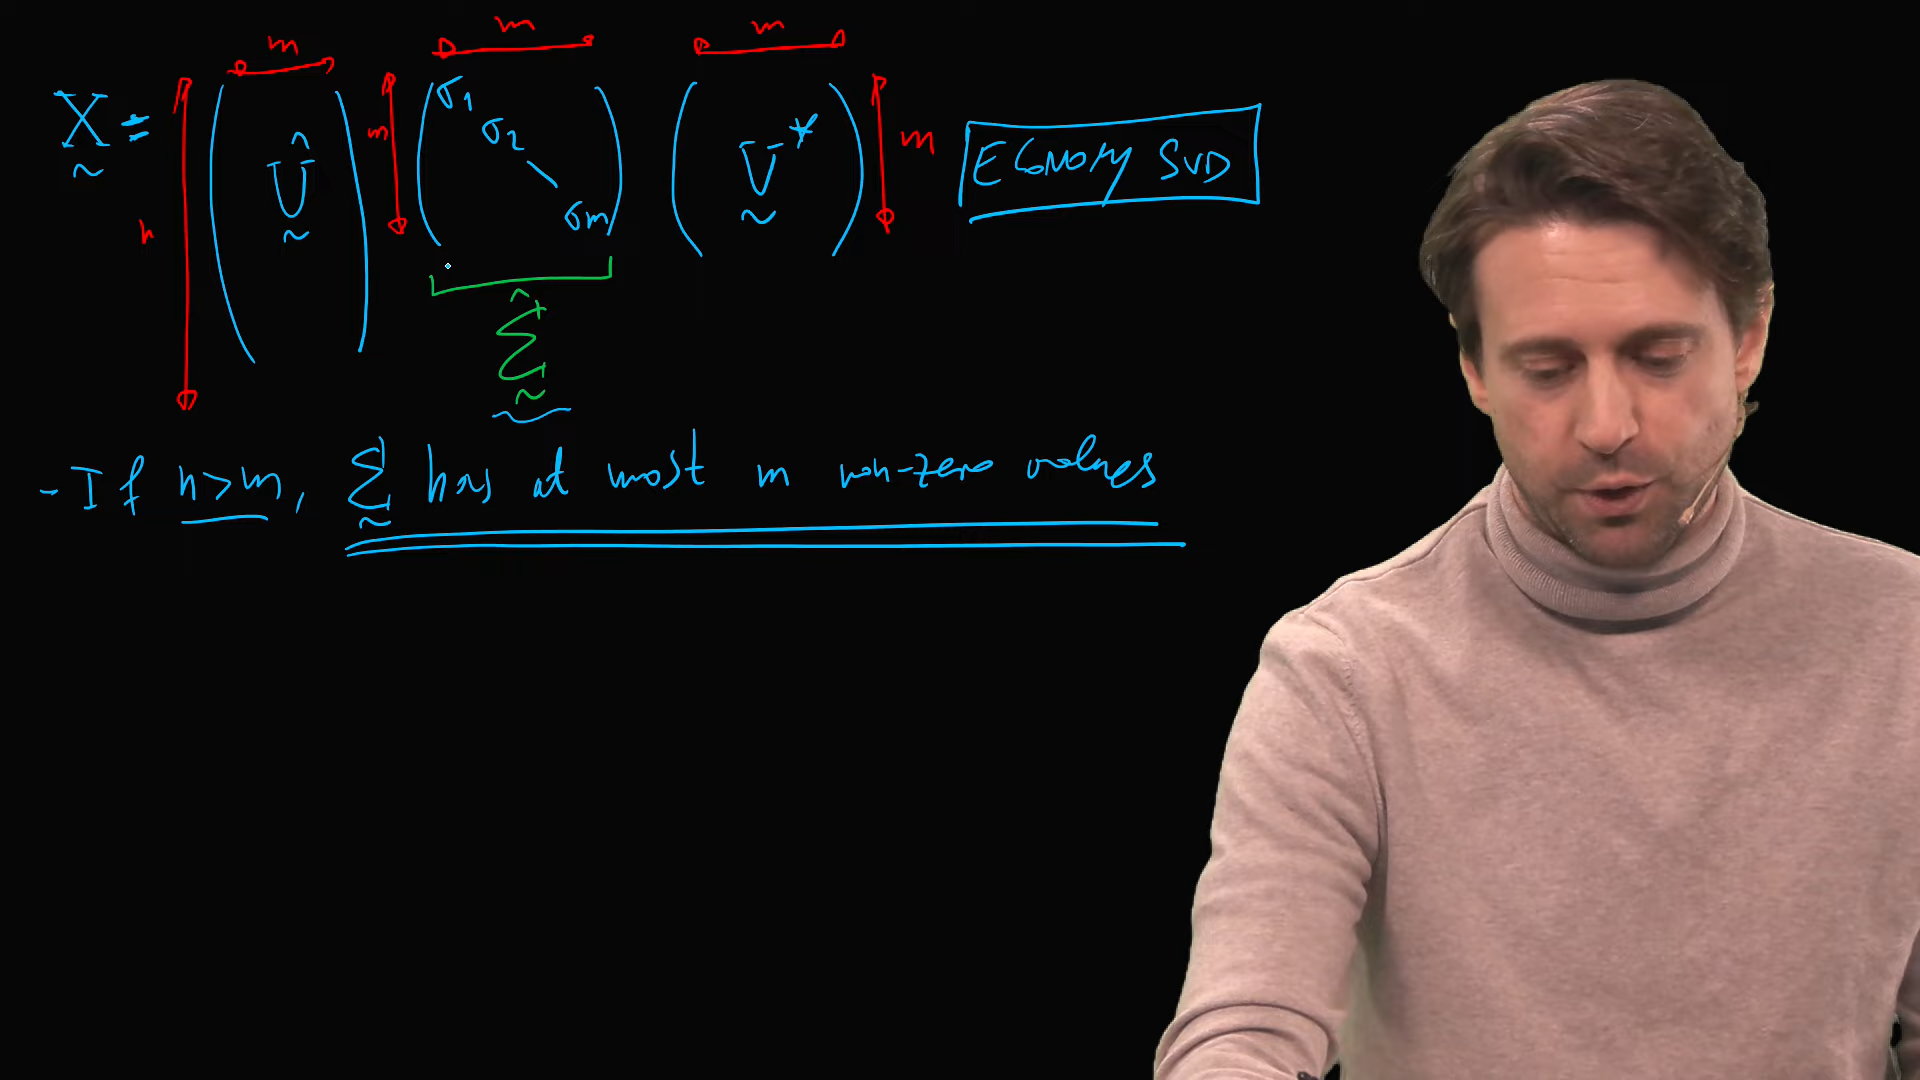 m m m
X = n ( Û ) m ( σ1 σ2 \ σm ) ( V* ) m ECONOMY SVD
Σ̂
- If n>m, Σ has at most m non-zero values